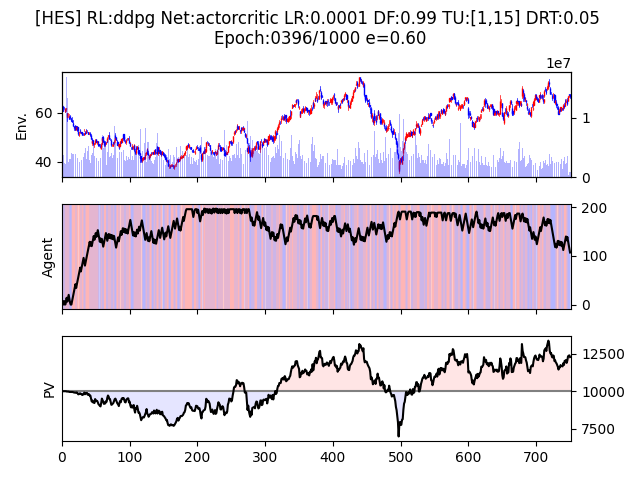 [HES] RL:ddpg Net:actorcritic LR:0.0001 DF:0.99 TU:[1,15] DRT:0.05
Epoch:0396/1000 e=0.60
1e7
Env.
60
40
1
0
Agent
200
100
0
PV
12500
10000
7500
0 100 200 300 400 500 600 700